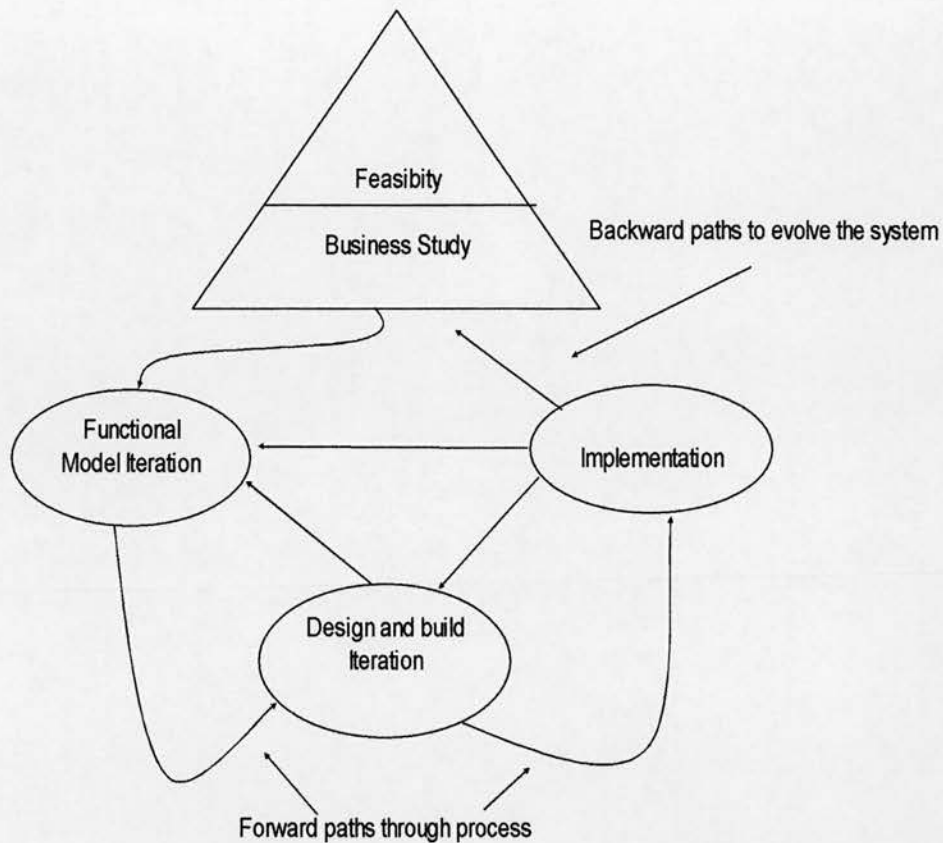 Feasibity
Business Study
Backward paths to evolve the system
Functional
Model Iteration
Implementation
Design and build
Iteration
Forward paths through process